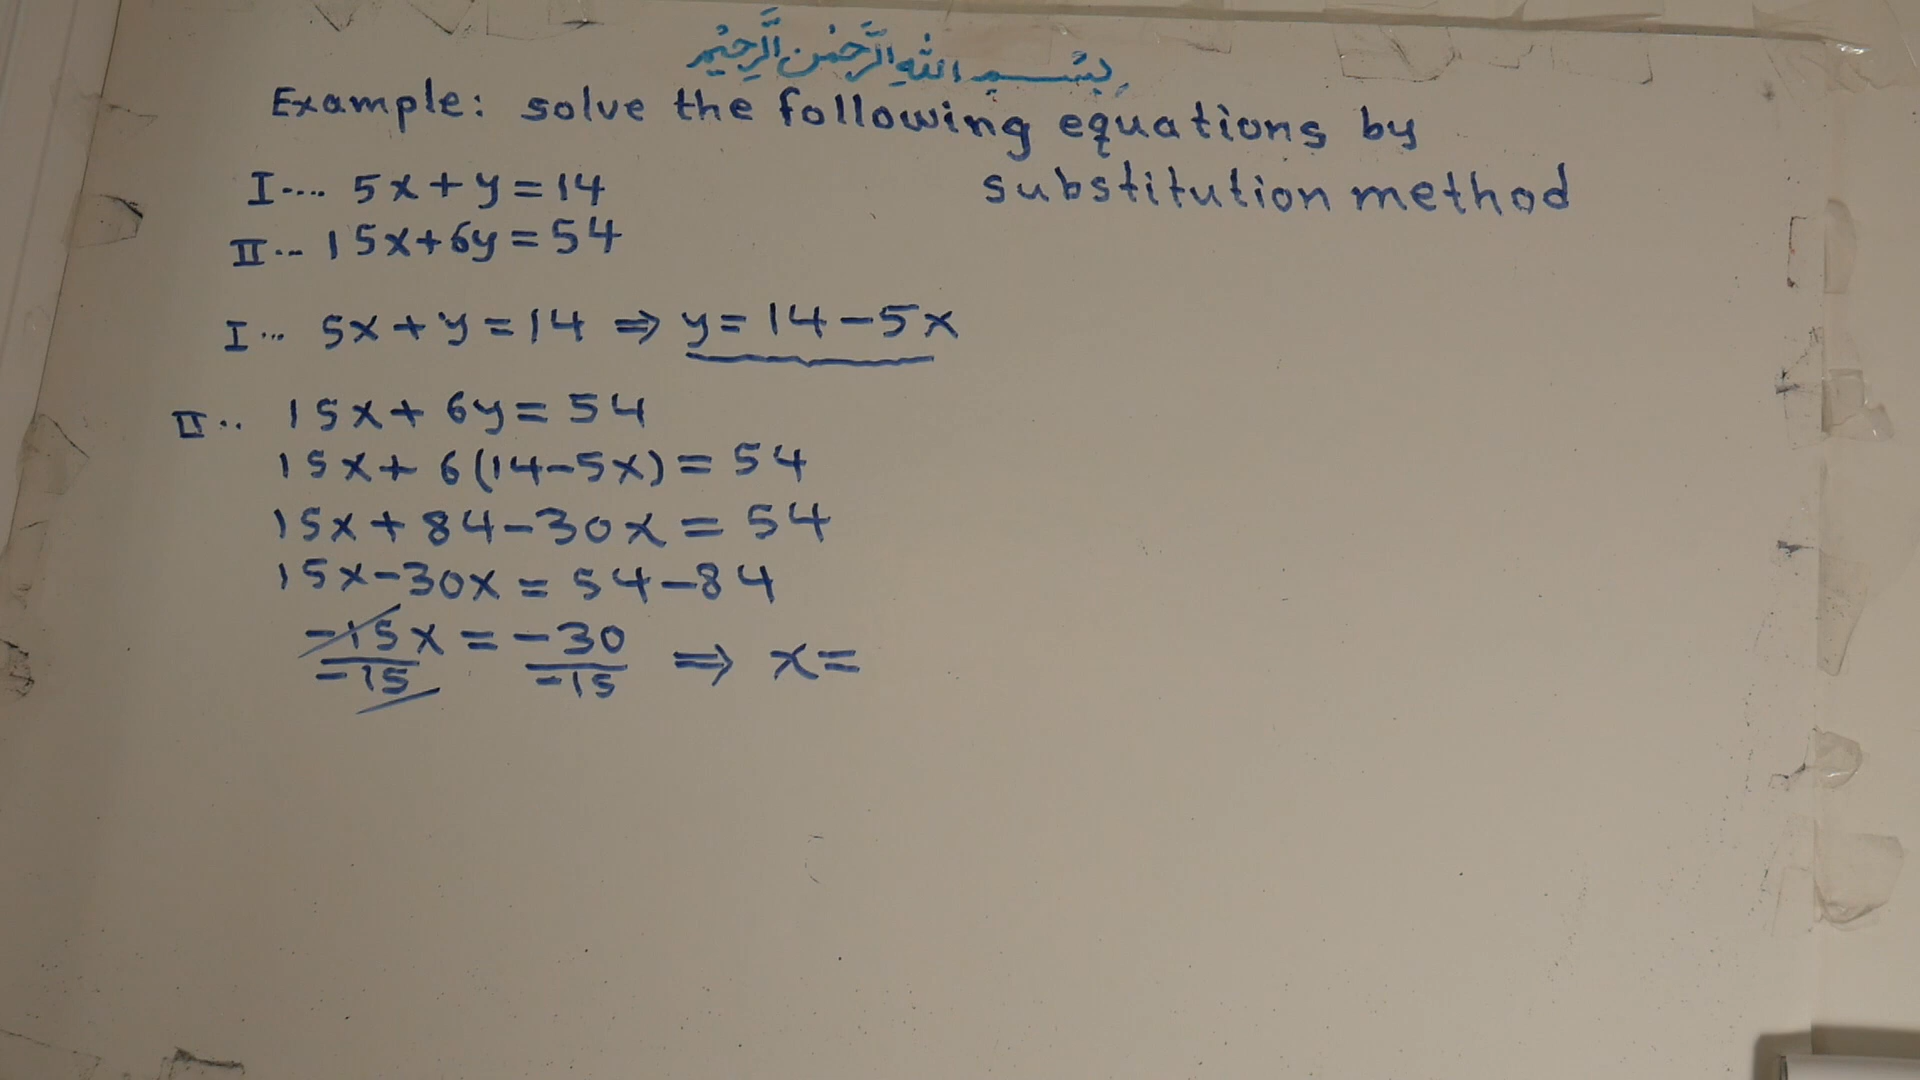 بِسْمِ اللهِ الرَّحْمٰنِ الرَّحِيْمِ
Example: solve the following equations by
substitution method
I.... 5x+y=14
II... 15x+6y=54
I... 5x+y=14 ⇒ y=14-5x
II.. 15x+6y=54
15x+6(14-5x)=54
15x+84-30x=54
15x-30x=54-84
-15x/-15 = -30/-15 ⇒ x=